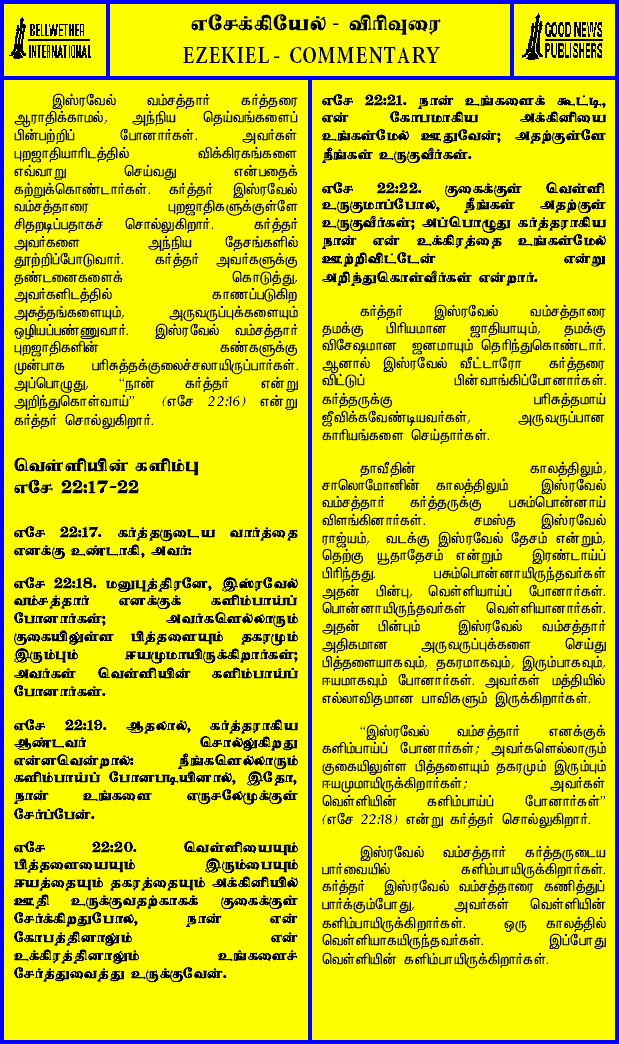 BELLWETHER
INTERNATIONAL
எசேக்கியேல் - விரிவுரை
EZEKIEL - COMMENTARY
GOOD NEWS
PUBLISHERS
இஸ்ரவேல் வம்சத்தார் கர்த்தரை
ஆராதிக்காமல், அந்நிய தெய்வங்களைப்
பின்பற்றிப் போனார்கள். அவர்கள்
புறஜாதியாரிடத்தில் விக்கிரகங்களை
எவ்வாறு செய்வது என்பதைக்
கற்றுக்கொண்டார்கள். கர்த்தர் இஸ்ரவேல்
வம்சத்தாரை புறஜாதிகளுக்குள்ளே
சிதறடிப்பதாகச் சொல்லுகிறார். கர்த்தர்
அவர்களை அந்நிய தேசங்களில்
தூற்றிப்போடுவார். கர்த்தர் அவர்களுக்கு
தண்டனைகளைக் கொடுத்து,
அவர்களிடத்தில் காணப்படுகிற
அசுத்தங்களையும், அருவருப்புக்களையும்
ஒழியப்பண்ணுவார். இஸ்ரவேல் வம்சத்தார்
புறஜாதிகளின் கண்களுக்கு
முன்பாக பரிசுத்தக்குலைச்சலாயிருப்பார்கள்.
அப்பொழுது, “நான் கர்த்தர் என்று
அறிந்துகொள்வாய்” (எசே 22:16) என்று
கர்த்தர் சொல்லுகிறார்.
வெள்ளியின் களிம்பு
எசே 22:17-22
எசே 22:17. கர்த்தருடைய வார்த்தை
எனக்கு உண்டாகி, அவர்:
எசே 22:18. மனுபுத்திரனே, இஸ்ரவேல்
வம்சத்தார் எனக்குக் களிம்பாய்ப்
போனார்கள்; அவர்களெல்லாரும்
குகையிலுள்ள பித்தளையும் தகரமும்
இரும்பும் ஈயமுமாயிருக்கிறார்கள்;
அவர்கள் வெள்ளியின் களிம்பாய்ப்
போனார்கள்.
எசே 22:19. ஆதலால், கர்த்தராகிய
ஆண்டவர் சொல்லுகிறது
என்னவென்றால்: நீங்களெல்லாரும்
களிம்பாய்ப் போனபடியினால், இதோ,
நான் உங்களை எருசலேமுக்குள்
சேர்ப்பேன்.
எசே 22:20. வெள்ளியையும்
பித்தளையையும் இரும்பையும்
ஈயத்தையும் தகரத்தையும் அக்கினியில்
ஊதி உருக்குவதற்காகக் குகைக்குள்
சேர்க்கிறதுபோல, நான் என்
கோபத்தினாலும் என்
உக்கிரத்தினாலும் உங்களைச்
சேர்த்துவைத்து உருக்குவேன்.
எசே 22:21. நான் உங்களைக் கூட்டி,
என் கோபமாகிய அக்கினியை
உங்கள்மேல் ஊதுவேன்; அதற்குள்ளே
நீங்கள் உருகுவீர்கள்.
எசே 22:22. குகைக்குள் வெள்ளி
உருகுமாப்போல, நீங்கள் அதற்குள்
உருகுவீர்கள்; அப்பொழுது கர்த்தராகிய
நான் என் உக்கிரத்தை உங்கள்மேல்
ஊற்றிவிட்டேன் என்று
அறிந்துகொள்வீர்கள் என்றார்.
கர்த்தர் இஸ்ரவேல் வம்சத்தாரை
தமக்கு பிரியமான ஜாதியாயும், தமக்கு
விசேஷமான ஜனமாயும் தெரிந்துகொண்டார்.
ஆனால் இஸ்ரவேல் வீட்டாரோ கர்த்தரை
விட்டுப் பின்வாங்கிப்போனார்கள்.
கர்த்தருக்கு பரிசுத்தமாய்
ஜீவிக்கவேண்டியவர்கள், அருவருப்பான
காரியங்களை செய்தார்கள்.
தாவீதின் காலத்திலும்,
சாலொமோனின் காலத்திலும் இஸ்ரவேல்
வம்சத்தார் கர்த்தருக்கு பசும்பொன்னாய்
விளங்கினார்கள். சமஸ்த இஸ்ரவேல்
ராஜ்யம், வடக்கு இஸ்ரவேல் தேசம் என்றும்,
தெற்கு யூதாதேசம் என்றும் இரண்டாய்ப்
பிரிந்தது. பசும்பொன்னாயிருந்தவர்கள்
அதன் பின்பு, வெள்ளியாய்ப் போனார்கள்.
பொன்னாயிருந்தவர்கள் வெள்ளியானார்கள்.
அதன் பின்பும் இஸ்ரவேல் வம்சத்தார்
அதிகமான அருவருப்புக்களை செய்து
பித்தளையாகவும், தகரமாகவும், இரும்பாகவும்,
ஈயமாகவும் போனார்கள். அவர்கள் மத்தியில்
எல்லாவிதமான பாவிகளும் இருக்கிறார்கள்.
“இஸ்ரவேல் வம்சத்தார் எனக்குக்
களிம்பாய்ப் போனார்கள்; அவர்களெல்லாரும்
குகையிலுள்ள பித்தளையும் தகரமும் இரும்பும்
ஈயமுமாயிருக்கிறார்கள்; அவர்கள்
வெள்ளியின் களிம்பாய்ப் போனார்கள்”
(எசே 22:18) என்று கர்த்தர் சொல்லுகிறார்.
இஸ்ரவேல் வம்சத்தார் கர்த்தருடைய
பார்வையில் களிம்பாயிருக்கிறார்கள்.
கர்த்தர் இஸ்ரவேல் வம்சத்தாரை கணித்துப்
பார்க்கும்போது, அவர்கள் வெள்ளியின்
களிம்பாயிருக்கிறார்கள். ஒரு காலத்தில்
வெள்ளியாகயிருந்தவர்கள். இப்போது
வெள்ளியின் களிம்பாயிருக்கிறார்கள்.